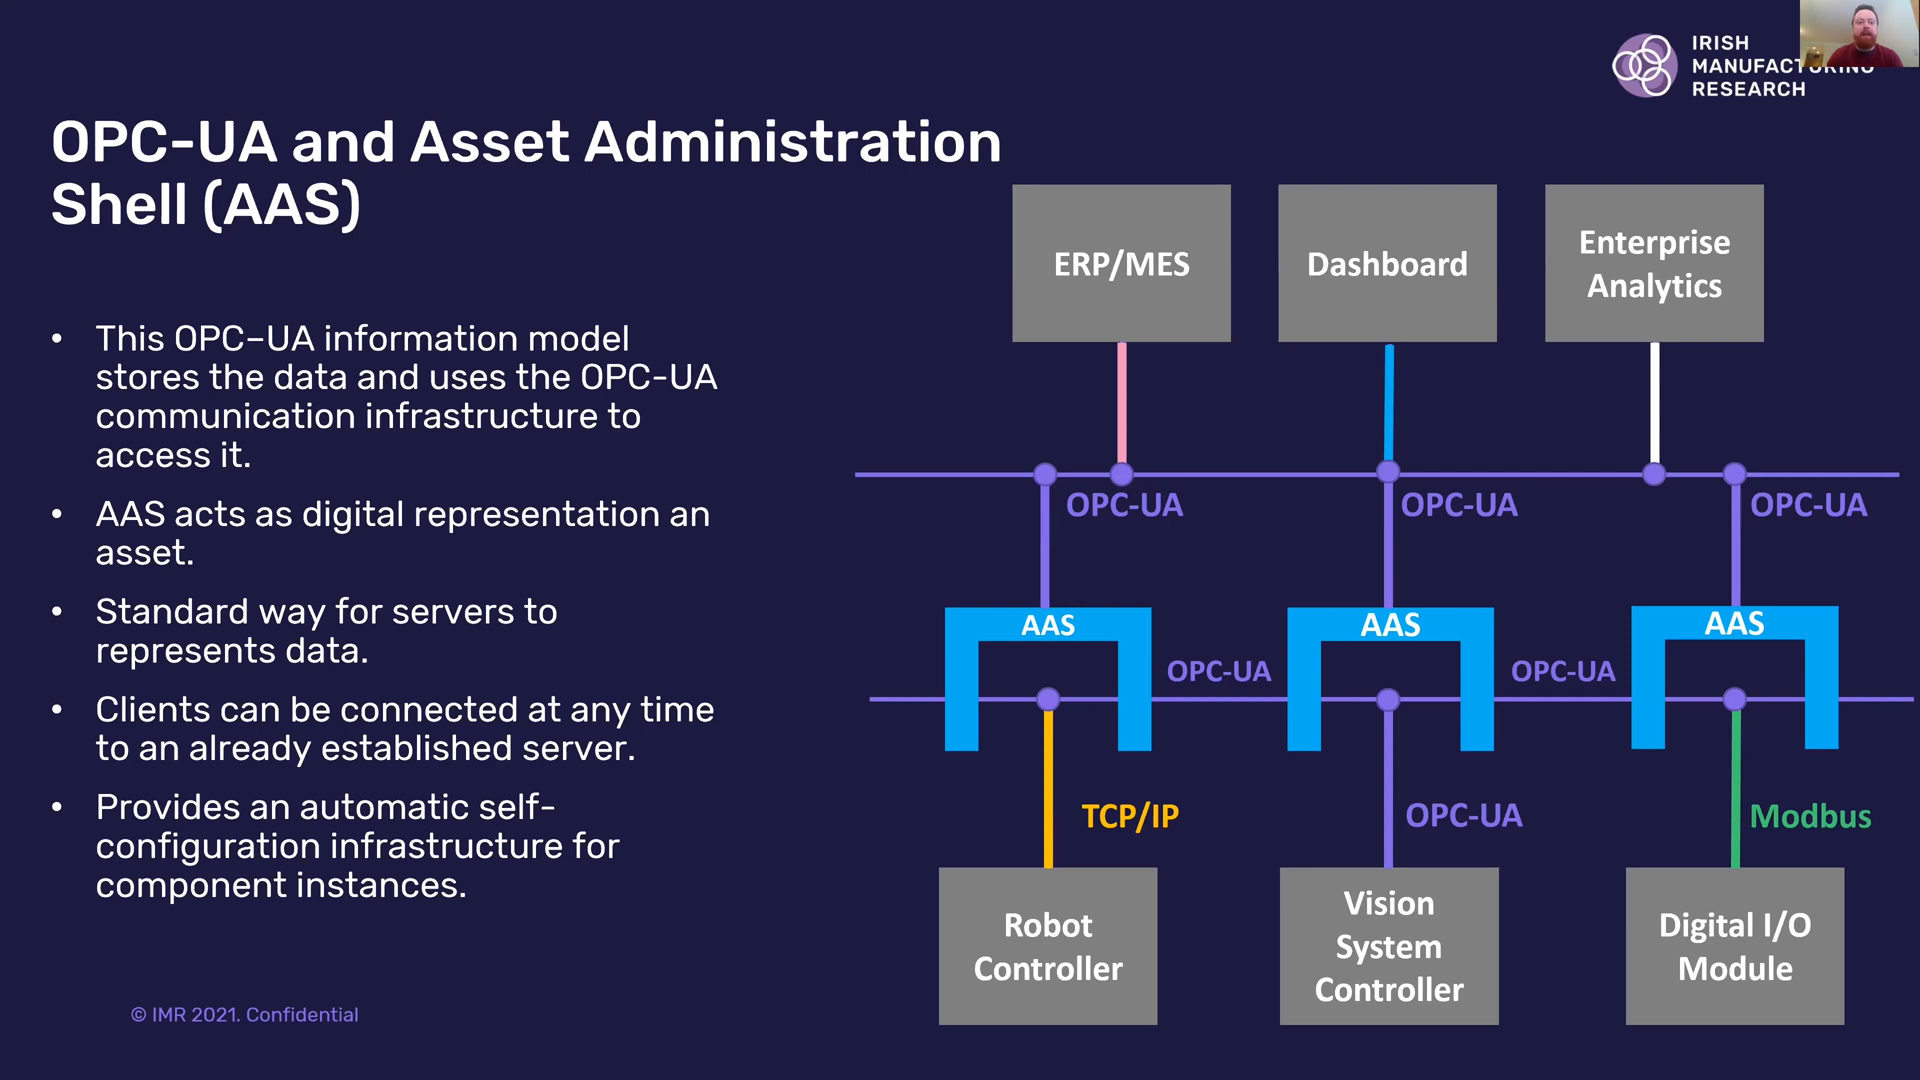 IRISH
MANUFACTURING
RESEARCH
OPC-UA and Asset Administration
Shell (AAS)
• This OPC-UA information model
stores the data and uses the OPC-UA
communication infrastructure to
access it.
• AAS acts as digital representation an
asset.
• Standard way for servers to
represents data.
• Clients can be connected at any time
to an already established server.
• Provides an automatic self-
configuration infrastructure for
component instances.
© IMR 2021. Confidential
ERP/MES
Dashboard
Enterprise
Analytics
OPC-UA
OPC-UA
OPC-UA
AAS
AAS
AAS
OPC-UA
OPC-UA
TCP/IP
OPC-UA
Modbus
Robot
Controller
Vision
System
Controller
Digital I/O
Module